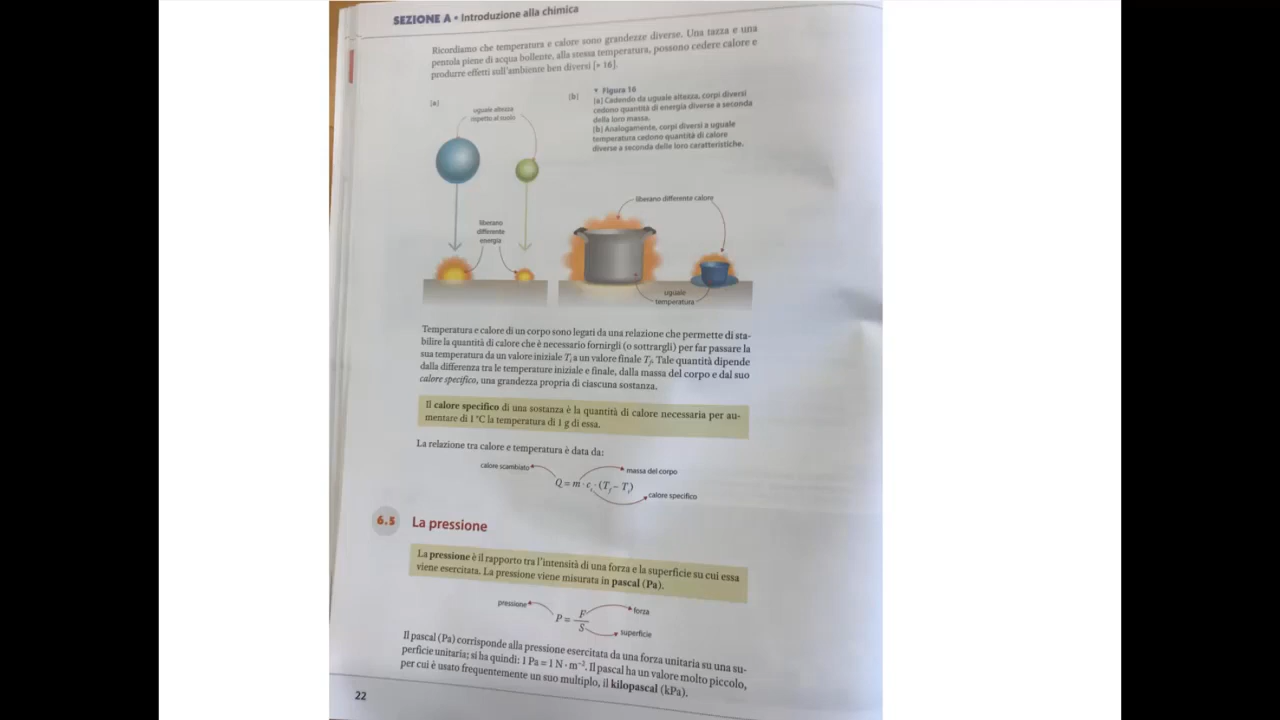 SEZIONE A • Introduzione alla chimica
Ricordiamo che temperatura e calore sono grandezze diverse. Una tazza e una
pentola piene di acqua bollente, alla stessa temperatura, possono cedere calore e
produrre effetti sull'ambiente ben diversi [• 16].
[a]
uguale altezza
rispetto al suolo
[b]
▼ Figura 16
[a] Cadendo da uguale altezza, corpi diversi
cedono quantità di energia diverse a seconda
della loro massa.
[b] Analogamente, corpi diversi a uguale
temperatura cedono quantità di calore
diverse a seconda delle loro caratteristiche.
liberano
differente
energia
liberano differente calore
uguale
temperatura
Temperatura e calore di un corpo sono legati da una relazione che permette di sta-
bilire la quantità di calore che è necessario fornirgli (o sottrargli) per far passare la
sua temperatura da un valore iniziale Ti a un valore finale Tf. Tale quantità dipende
dalla differenza tra le temperature iniziale e finale, dalla massa del corpo e dal suo
calore specifico, una grandezza propria di ciascuna sostanza.
Il calore specifico di una sostanza è la quantità di calore necessaria per au-
mentare di 1 °C la temperatura di 1 g di essa.
La relazione tra calore e temperatura è data da:
calore scambiato
massa del corpo
Q = m · cs · (Tf – Ti)
calore specifico
6.5 La pressione
La pressione è il rapporto tra l'intensità di una forza e la superficie su cui essa
viene esercitata. La pressione viene misurata in pascal (Pa).
pressione
forza
P = F/S
superficie
Il pascal (Pa) corrisponde alla pressione esercitata da una forza unitaria su una su-
perficie unitaria; si ha quindi: 1 Pa = 1 N · m⁻². Il pascal ha un valore molto piccolo,
per cui è usato frequentemente un suo multiplo, il kilopascal (kPa).
22